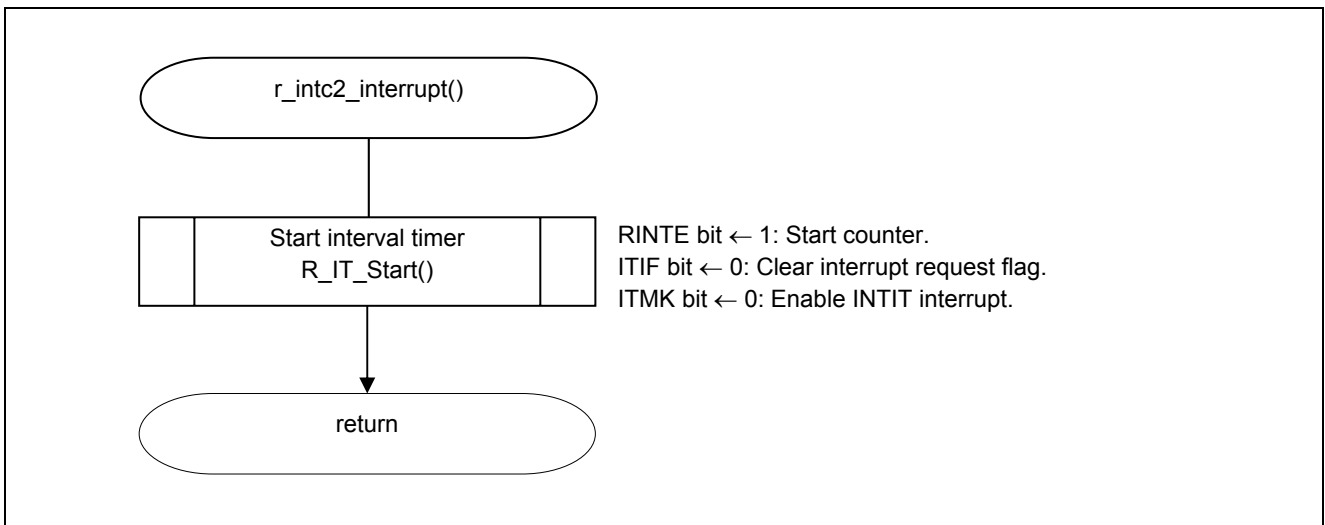 r_intc2_interrupt()
Start interval timer
R_IT_Start()
RINTE bit ← 1: Start counter.
ITIF bit ← 0: Clear interrupt request flag.
ITMK bit ← 0: Enable INTIT interrupt.
return